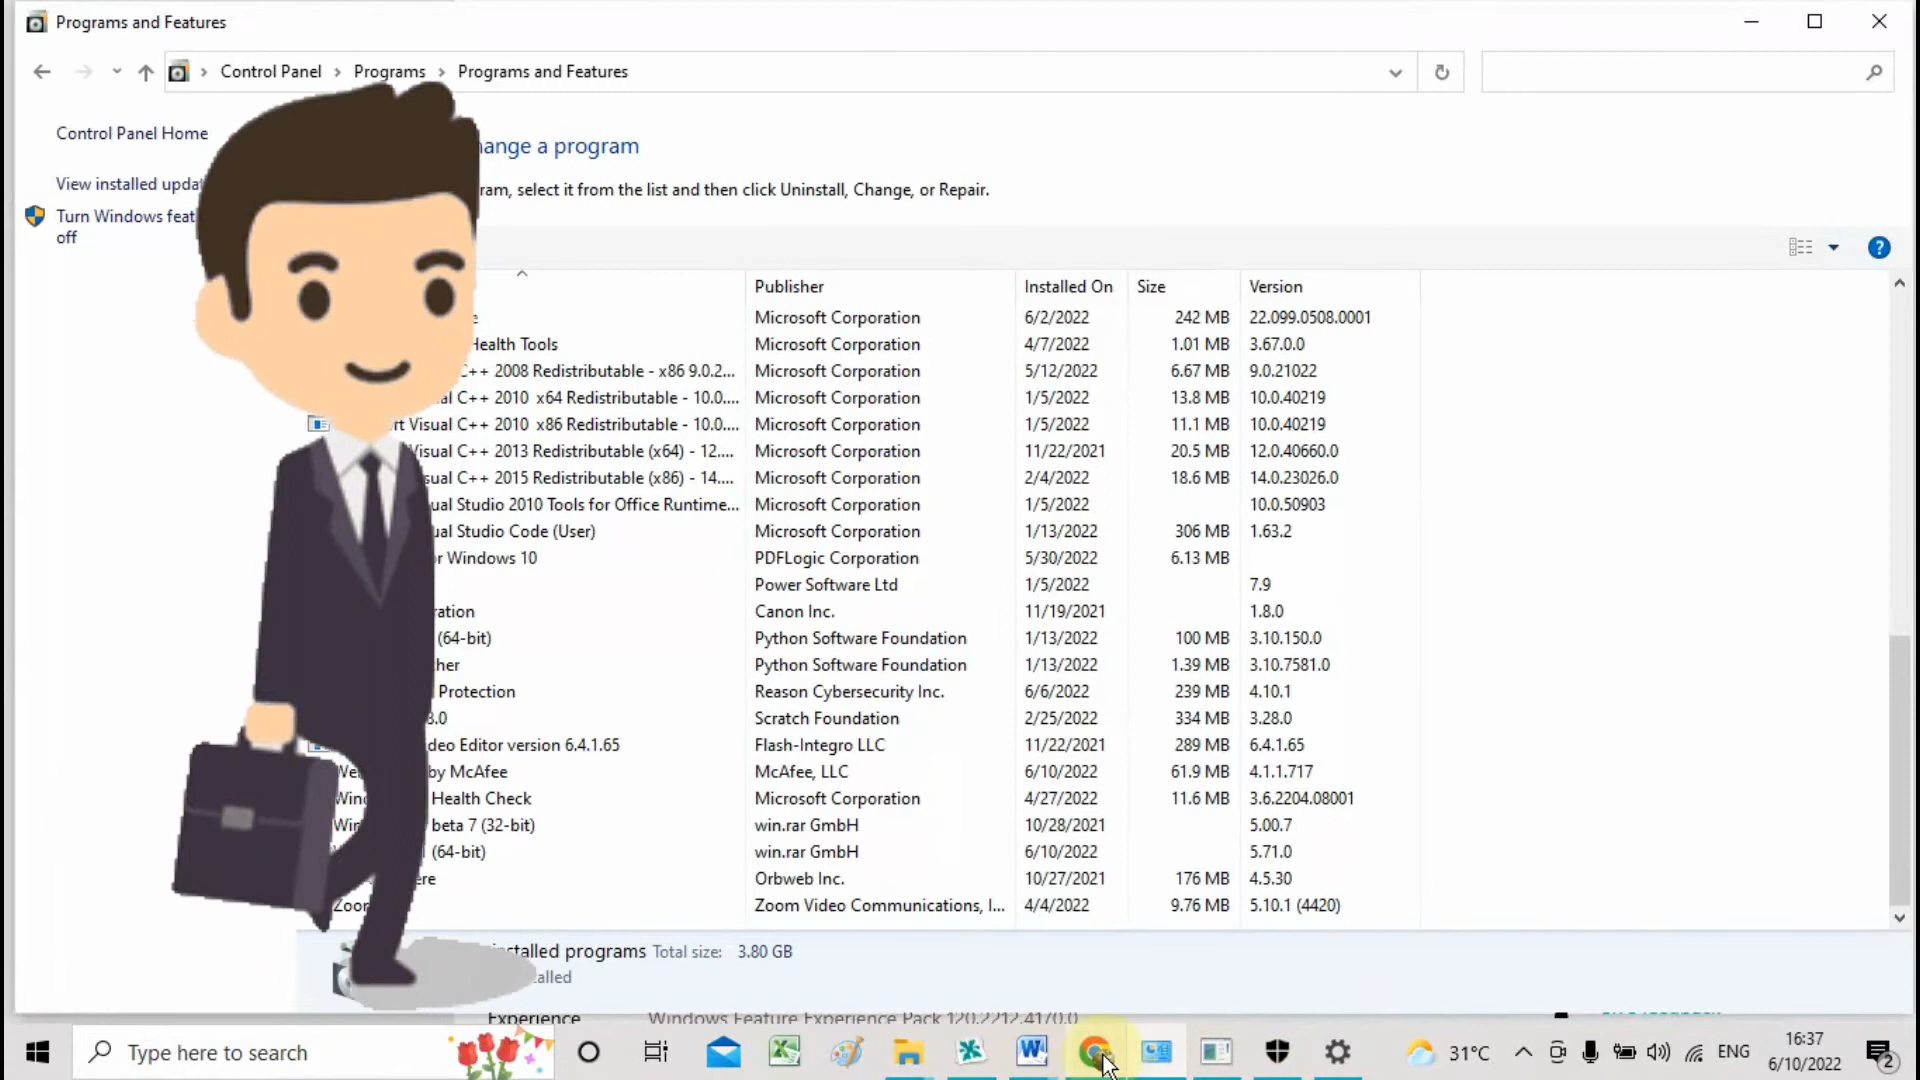 Programs and Features
Control Panel > Programs > Programs and Features
Control Panel Home
ange a program
View installed
ram, select it from the list and then click Uninstall, Change, or Repair.
Turn Windows
off
Publisher Installed On Size Version
Microsoft Corporation 6/2/2022 242 MB 22.099.0508.0001
Health Tools Microsoft Corporation 4/7/2022 1.01 MB 3.67.0.0
C++ 2008 Redistributable - x86 9.0.2... Microsoft Corporation 5/12/2022 6.67 MB 9.0.21022
al C++ 2010 x64 Redistributable - 10.0.... Microsoft Corporation 1/5/2022 13.8 MB 10.0.40219
rt Visual C++ 2010 x86 Redistributable - 10.0.... Microsoft Corporation 1/5/2022 11.1 MB 10.0.40219
Visual C++ 2013 Redistributable (x64) - 12.... Microsoft Corporation 11/22/2021 20.5 MB 12.0.40660.0
sual C++ 2015 Redistributable (x86) - 14.... Microsoft Corporation 2/4/2022 18.6 MB 14.0.23026.0
ual Studio 2010 Tools for Office Runtime... Microsoft Corporation 1/5/2022 10.0.50903
ual Studio Code (User) Microsoft Corporation 1/13/2022 306 MB 1.63.2
or Windows 10 PDFLogic Corporation 5/30/2022 6.13 MB
Power Software Ltd 1/5/2022 7.9
ration Canon Inc. 11/19/2021 1.8.0
(64-bit) Python Software Foundation 1/13/2022 100 MB 3.10.150.0
her Python Software Foundation 1/13/2022 1.39 MB 3.10.7581.0
Protection Reason Cybersecurity Inc. 6/6/2022 239 MB 4.10.1
Scratch Foundation 2/25/2022 334 MB 3.28.0
deo Editor version 6.4.1.65 Flash-Integro LLC 11/22/2021 289 MB 6.4.1.65
by McAfee McAfee, LLC 6/10/2022 61.9 MB 4.1.1.717
Health Check Microsoft Corporation 4/27/2022 11.6 MB 3.6.2204.08001
beta 7 (32-bit) win.rar GmbH 10/28/2021 5.00.7
(64-bit) win.rar GmbH 6/10/2022 5.71.0
ere Orbweb Inc. 10/27/2021 176 MB 4.5.30
Zoom Zoom Video Communications, I... 4/4/2022 9.76 MB 5.10.1 (4420)
installed programs Total size: 3.80 GB
alled
Experience Windows Feature Experience Pack 120.2212.4170.0
Type here to search
31°C
ENG
16:37
6/10/2022
2